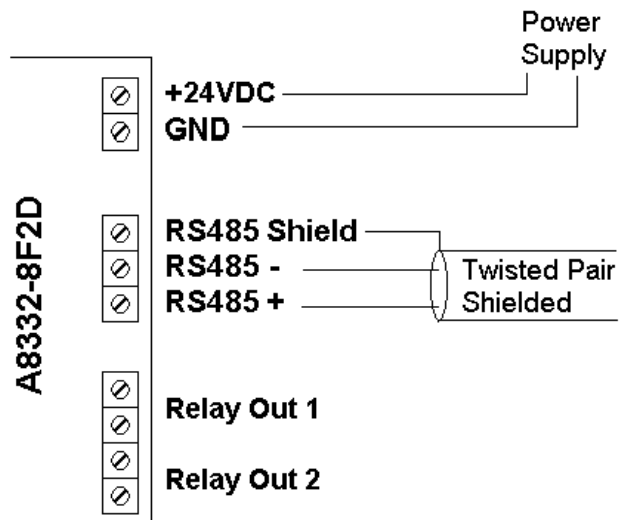 Power
Supply
+24VDC
GND
A8332-8F2D
RS485 Shield
RS485 -
RS485 +
Twisted Pair
Shielded
Relay Out 1
Relay Out 2